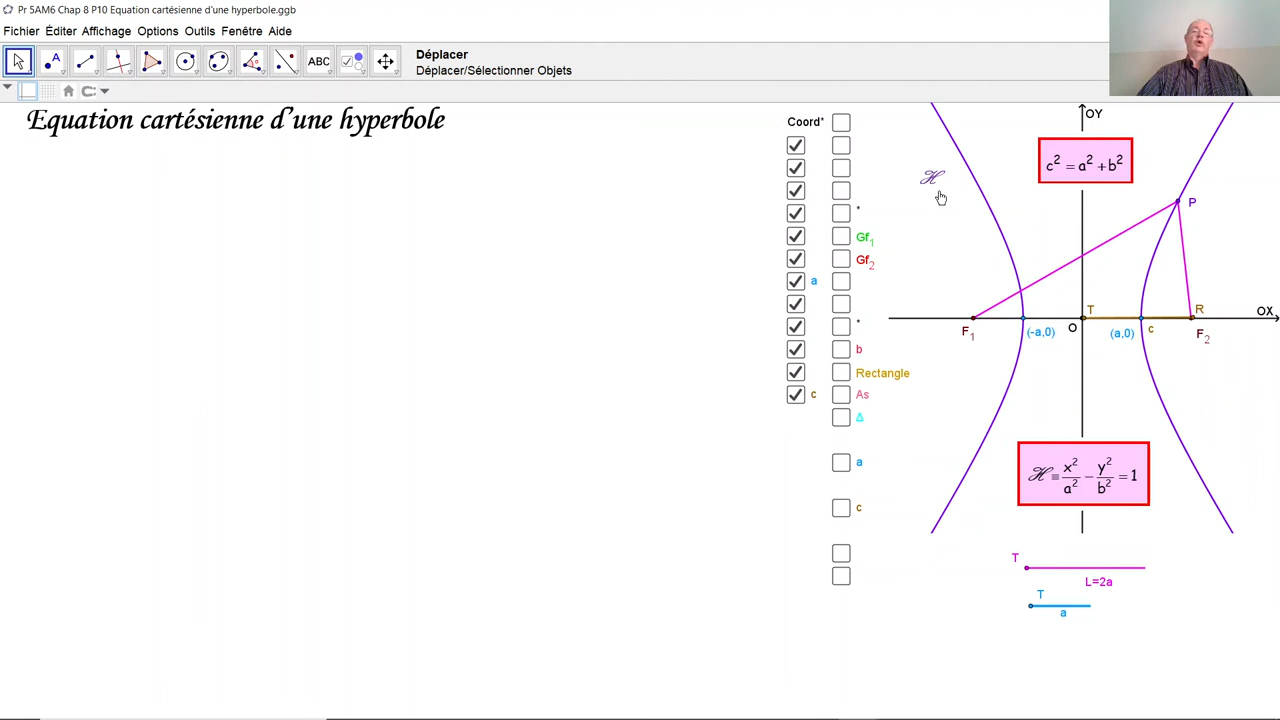 Pr 5AM6 Chap 8 P10 Equation cartésienne d'une hyperbole.ggb
Fichier Éditer Affichage Options Outils Fenêtre Aide
A ABC
Déplacer
Déplacer/Sélectionner Objets
Equation cartésienne d'une hyperbole
Coord*
*
Gf₁
Gf₂
a
*
b
Rectangle
c As
Δ
a
c
OY
c² = a² + b²
ℋ
P
T R
OX
F₁ (-a,0) O (a,0) c F₂
ℋ ≡ x²/a² − y²/b² = 1
T
L=2a
T
a